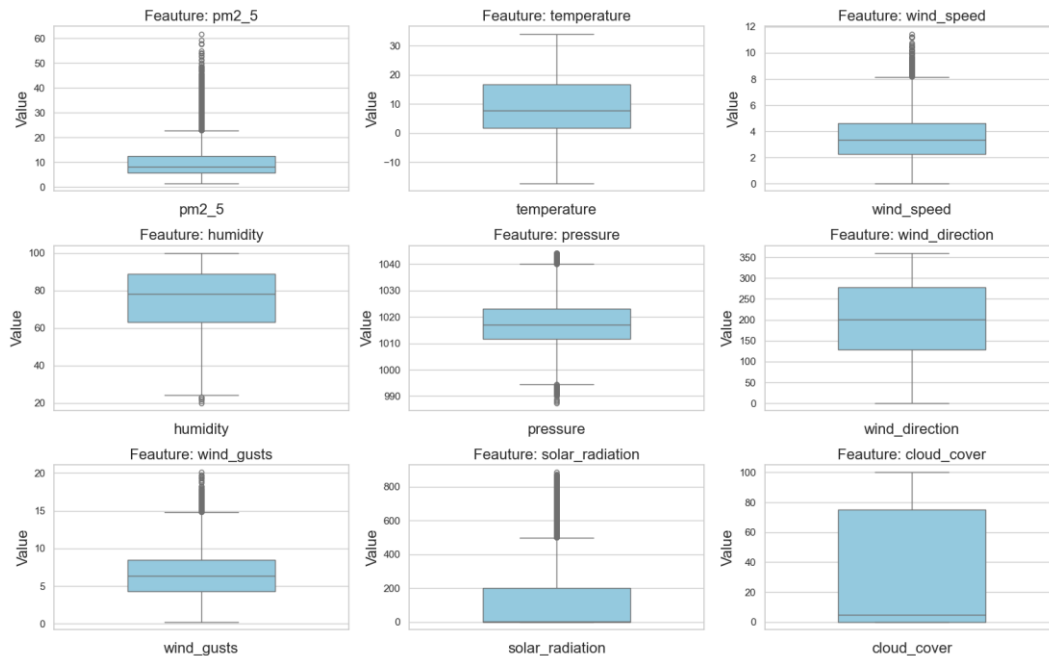 Feauture: pm2_5
Value
60
50
40
30
20
10
0
pm2_5
Feauture: temperature
Value
30
20
10
0
−10
temperature
Feauture: wind_speed
Value
12
10
8
6
4
2
0
wind_speed
Feauture: humidity
Value
100
80
60
40
20
humidity
Feauture: pressure
Value
1040
1030
1020
1010
1000
990
pressure
Feauture: wind_direction
Value
350
300
250
200
150
100
50
0
wind_direction
Feauture: wind_gusts
Value
20
15
10
5
0
wind_gusts
Feauture: solar_radiation
Value
800
600
400
200
0
solar_radiation
Feauture: cloud_cover
Value
100
80
60
40
20
0
cloud_cover